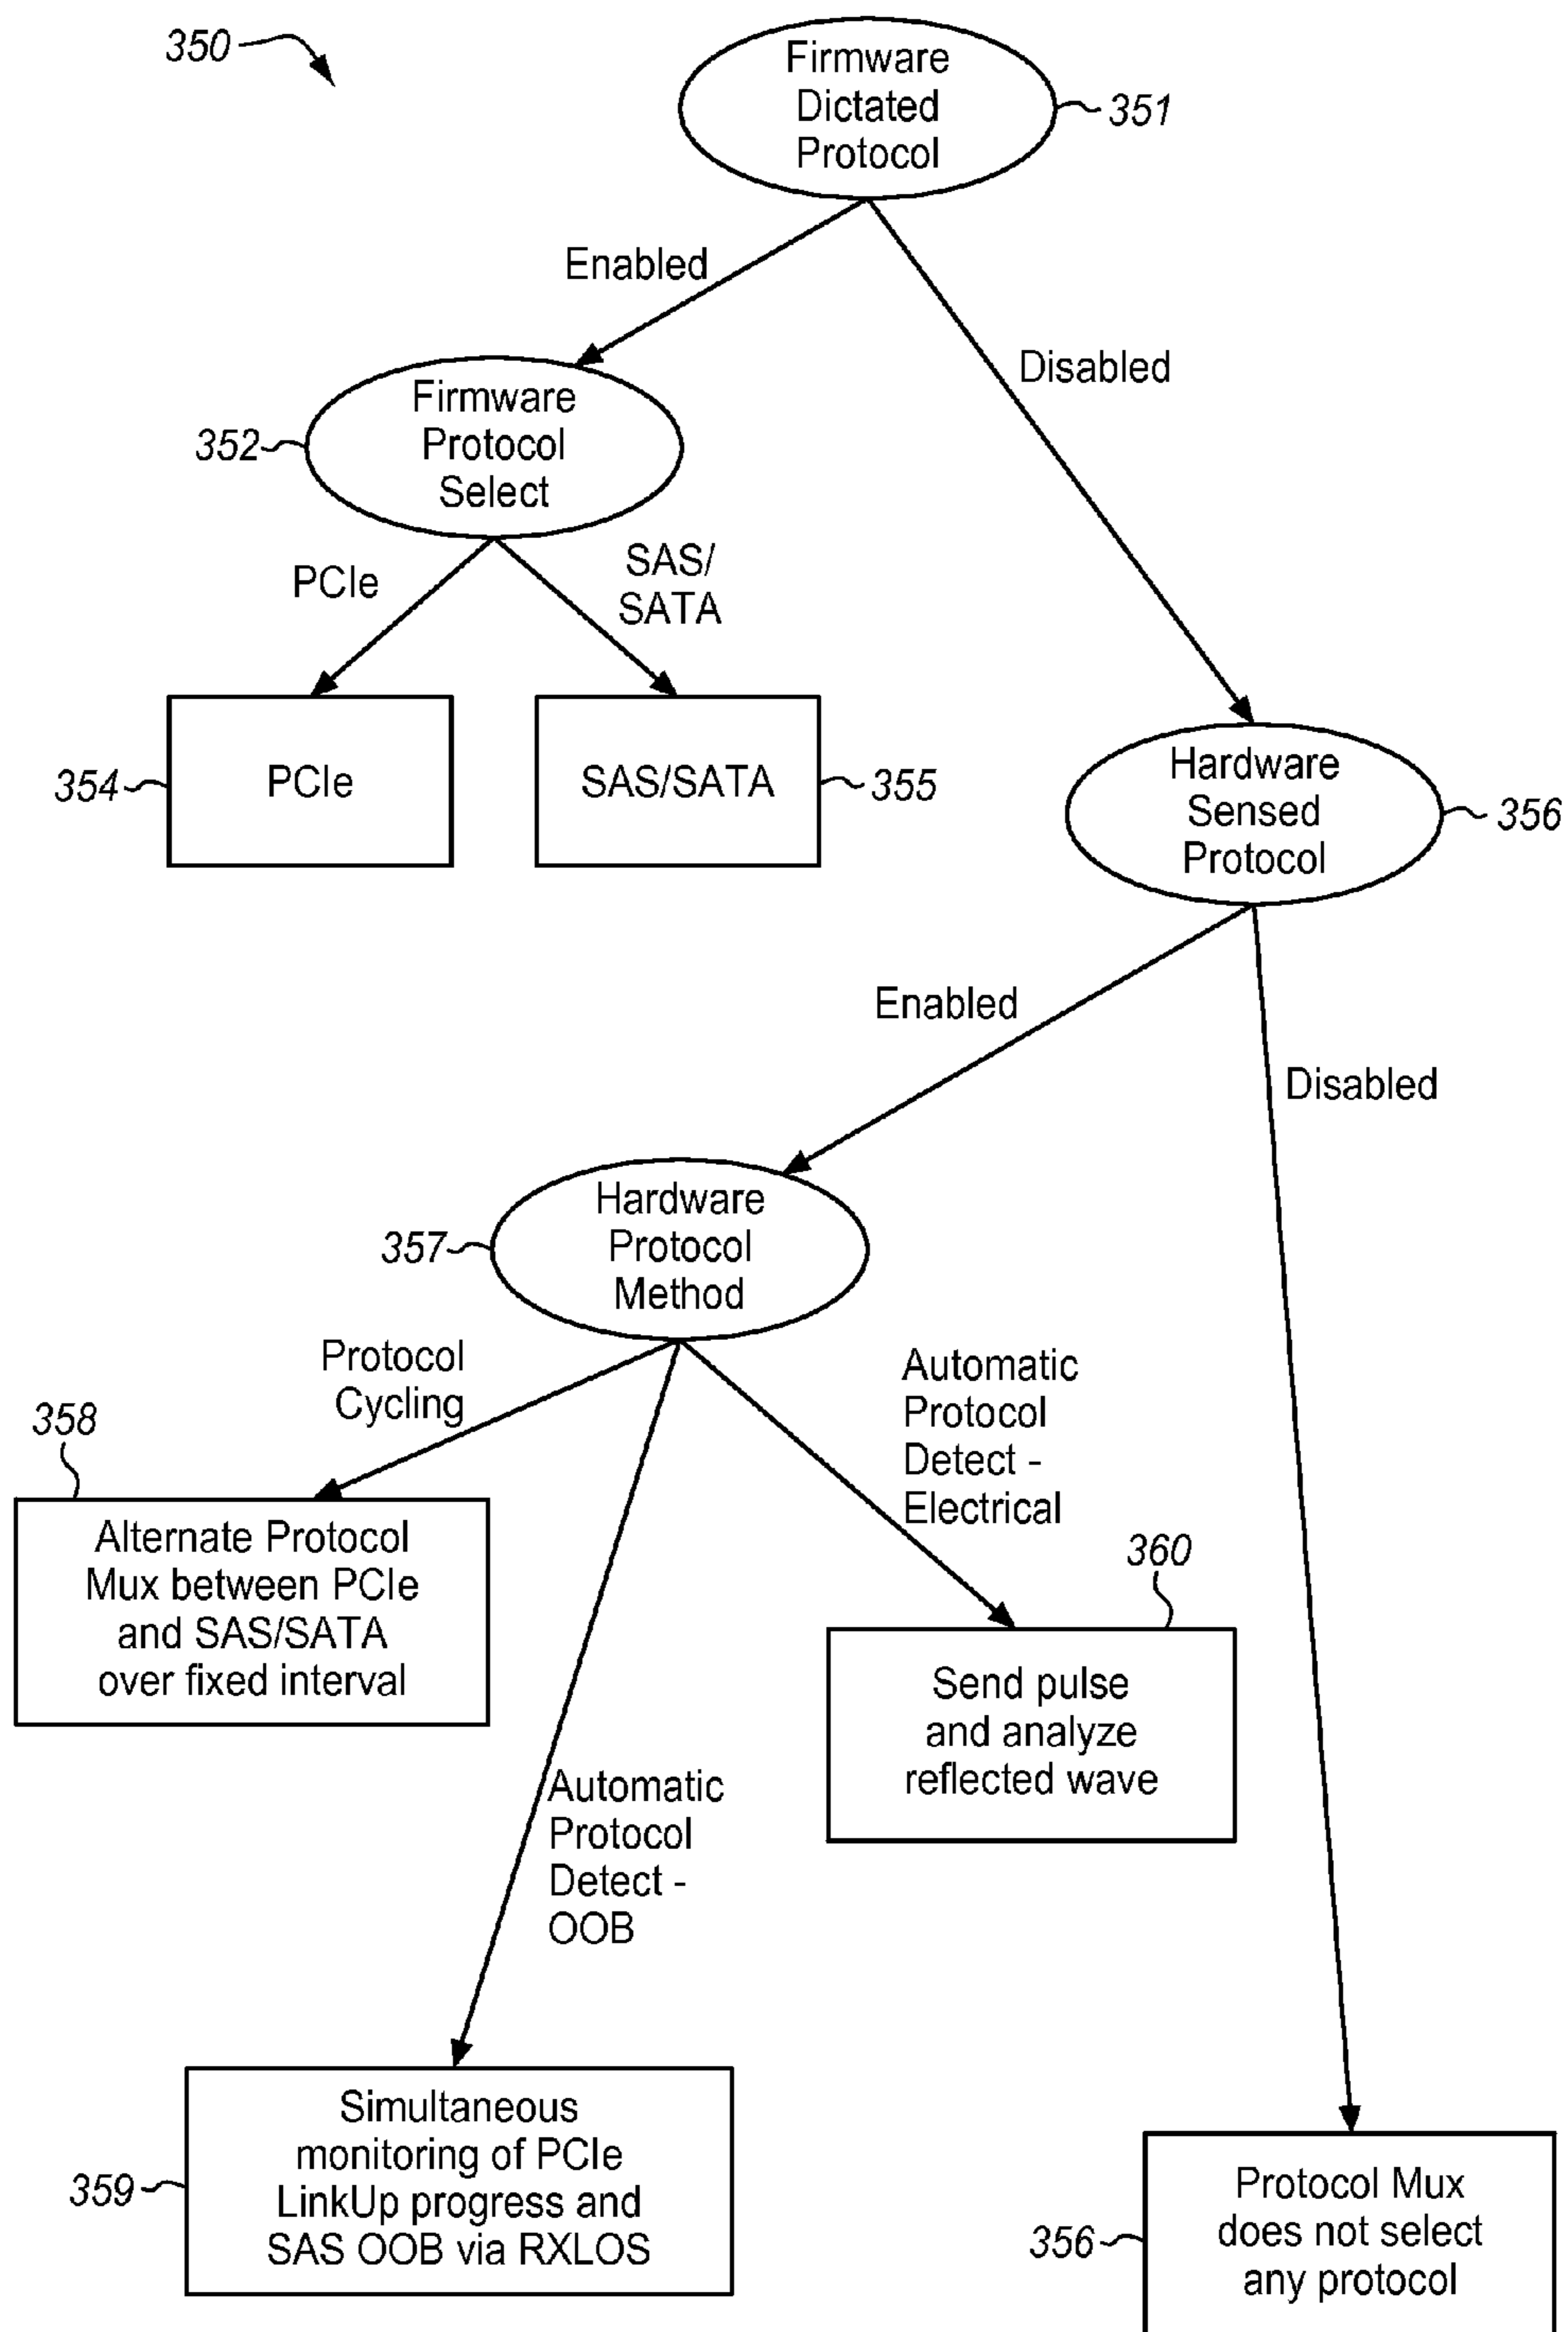 350
Firmware
Dictated
Protocol
351
Enabled
Disabled
Firmware
Protocol
Select
352
PCIe
SAS/
SATA
PCIe
354
SAS/SATA
355
Hardware
Sensed
Protocol
356
Enabled
Disabled
Hardware
Protocol
Method
357
Protocol
Cycling
Automatic
Protocol
Detect -
Electrical
358
Alternate Protocol
Mux between PCIe
and SAS/SATA
over fixed interval
360
Send pulse
and analyze
reflected wave
Automatic
Protocol
Detect -
OOB
Simultaneous
monitoring of PCIe
LinkUp progress and
SAS OOB via RXLOS
359
Protocol Mux
does not select
any protocol
356